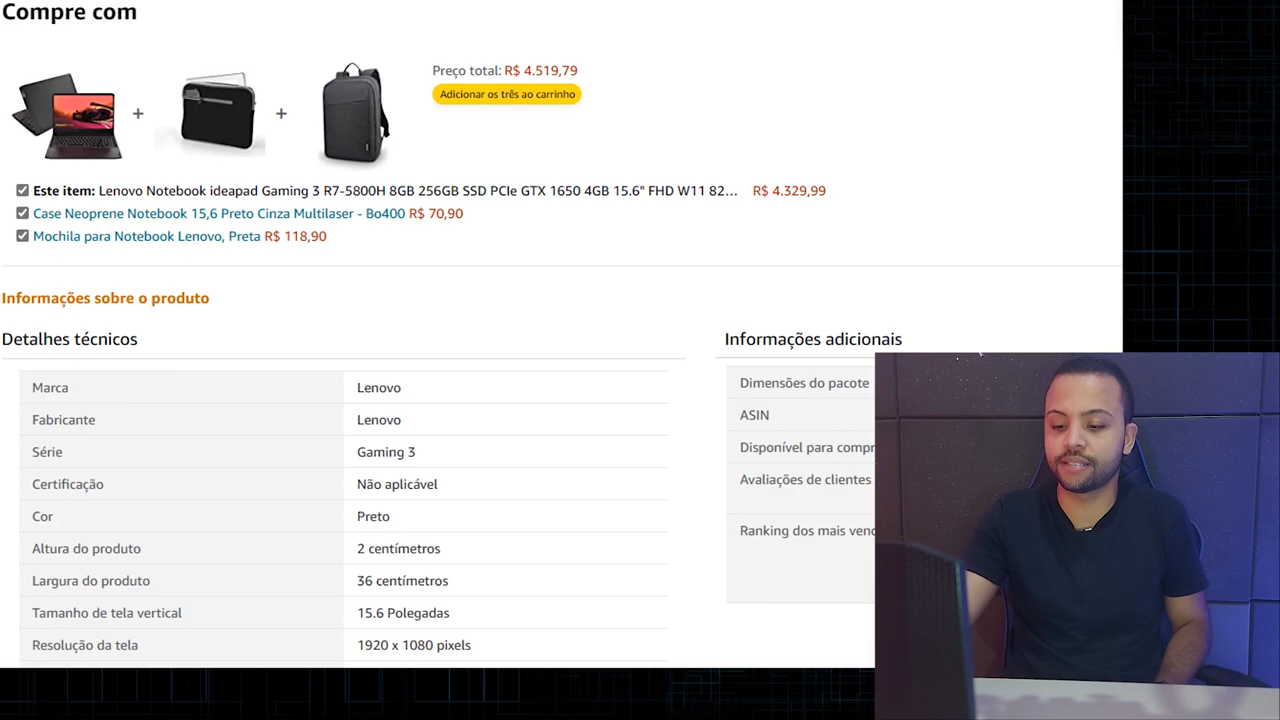 Compre com
Preço total: R$ 4.519,79
Adicionar os três ao carrinho
Este item: Lenovo Notebook ideapad Gaming 3 R7-5800H 8GB 256GB SSD PCIe GTX 1650 4GB 15.6" FHD W11 82… R$ 4.329,99
Case Neoprene Notebook 15,6 Preto Cinza Multilaser - Bo400 R$ 70,90
Mochila para Notebook Lenovo, Preta R$ 118,90
Informações sobre o produto
Detalhes técnicos
Marca Lenovo
Fabricante Lenovo
Série Gaming 3
Certificação Não aplicável
Cor Preto
Altura do produto 2 centímetros
Largura do produto 36 centímetros
Tamanho de tela vertical 15.6 Polegadas
Resolução da tela 1920 x 1080 pixels
Informações adicionais
Dimensões do pacote
ASIN
Disponível para compr
Avaliações de clientes
Ranking dos mais venc